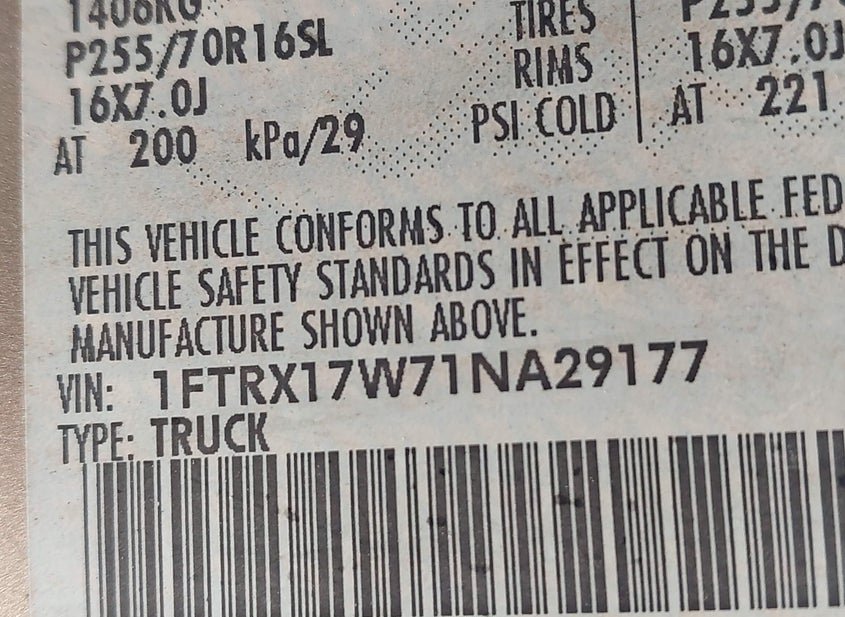 1406KG
P255/70R16SL TIRES
16X7.0J RIMS 16X7.0J
AT 200 kPa/29 PSI COLD AT 221
THIS VEHICLE CONFORMS TO ALL APPLICABLE FED
VEHICLE SAFETY STANDARDS IN EFFECT ON THE D
MANUFACTURE SHOWN ABOVE.
VIN: 1FTRX17W71NA29177
TYPE: TRUCK